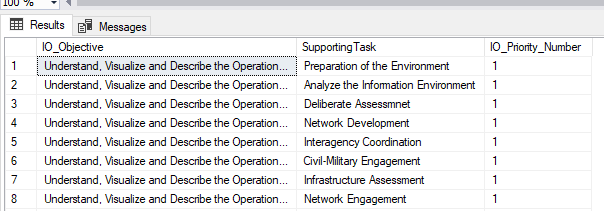 100 %
Results Messages
IO_Objective SupportingTask IO_Priority_Number
1 Understand, Visualize and Describe the Operation... Preparation of the Environment 1
2 Understand, Visualize and Describe the Operation... Analyze the Information Environment 1
3 Understand, Visualize and Describe the Operation... Deliberate Assessmnet 1
4 Understand, Visualize and Describe the Operation... Network Development 1
5 Understand, Visualize and Describe the Operation... Interagency Coordination 1
6 Understand, Visualize and Describe the Operation... Civil-Military Engagement 1
7 Understand, Visualize and Describe the Operation... Infrastructure Assessment 1
8 Understand, Visualize and Describe the Operation... Network Engagement 1